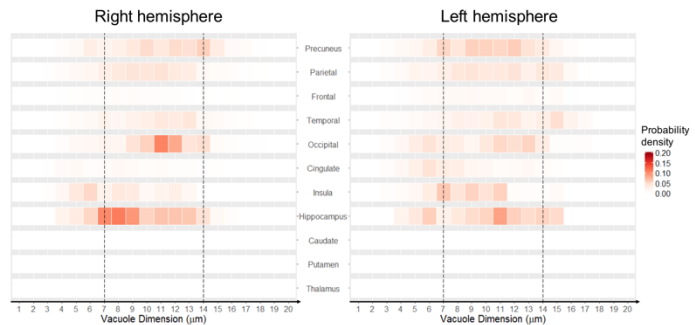 Right hemisphere
Left hemisphere
Precuneus
Parietal
Frontal
Temporal
Occipital
Cingulate
Insula
Hippocampus
Caudate
Putamen
Thalamus
Probability
density
0.20
0.15
0.10
0.05
0.00
1 2 3 4 5 6 7 8 9 10 11 12 13 14 15 16 17 18 19 20
Vacuole Dimension (μm)
1 2 3 4 5 6 7 8 9 10 11 12 13 14 15 16 17 18 19 20
Vacuole Dimension (μm)